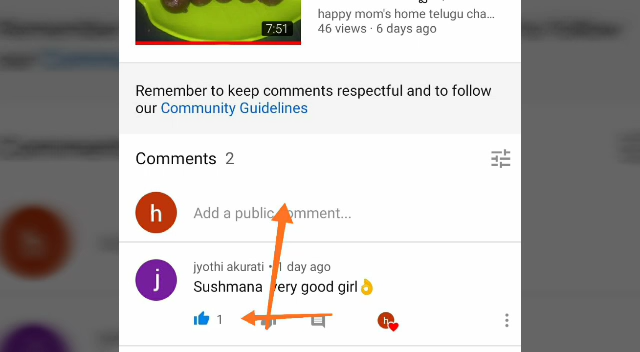 7:51
happy mom's home telugu cha...
46 views · 6 days ago
Remember to keep comments respectful and to follow
our Community Guidelines
Comments 2
h
Add a public comment...
j
jyothi akurati • 1 day ago
Sushmana very good girl👌
1
h